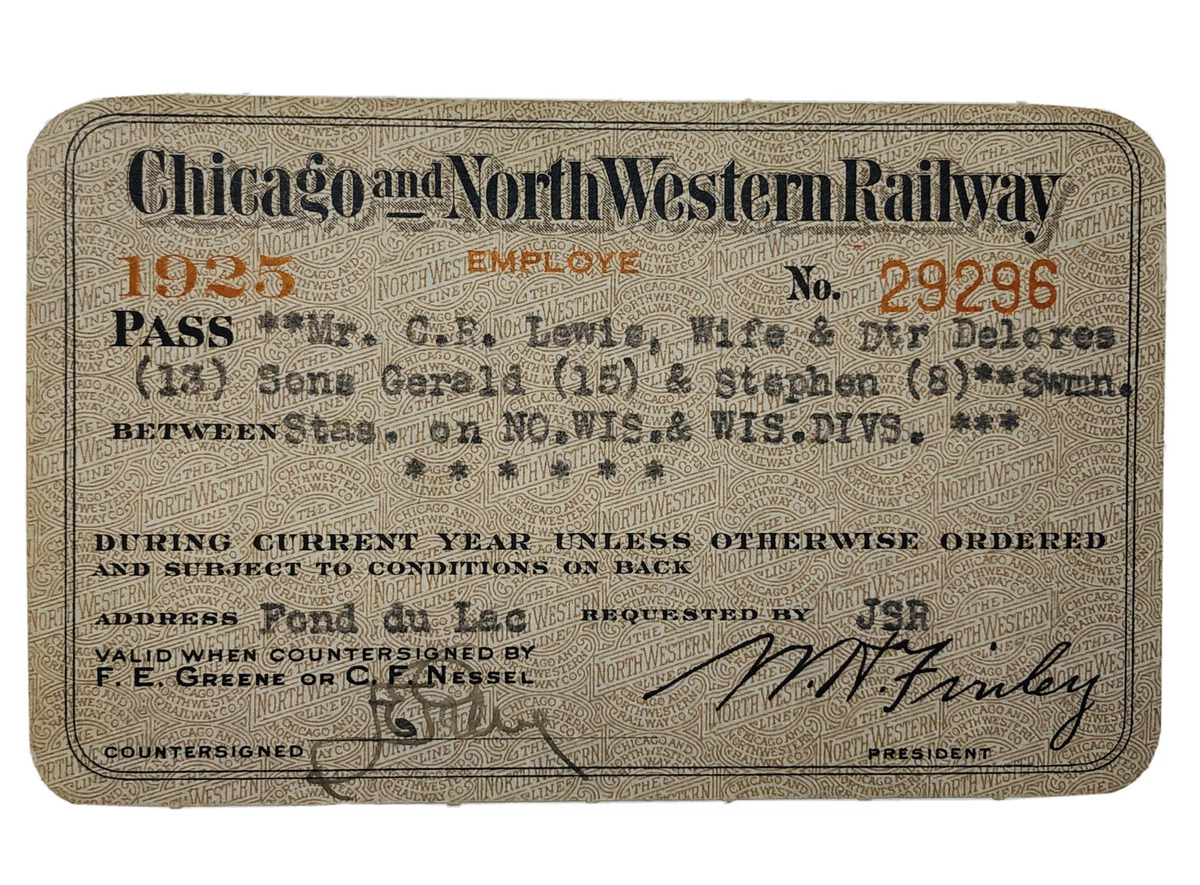 Chicago and North Western Railway
1925 EMPLOYE No. 29296
PASS **Mr. C.R. Lewis, Wife & Dtr Delores
(13) Sons Gerald (15) & Stephen (8)**Swmn.
BETWEEN Stas. on NO.WIS.& WIS.DIVS. ***
* * * * * *
DURING CURRENT YEAR UNLESS OTHERWISE ORDERED
AND SUBJECT TO CONDITIONS ON BACK
ADDRESS Fond du Lac REQUESTED BY JSR
VALID WHEN COUNTERSIGNED BY
F. E. GREENE OR C. F. NESSEL
W. H. Finley
COUNTERSIGNED
PRESIDENT